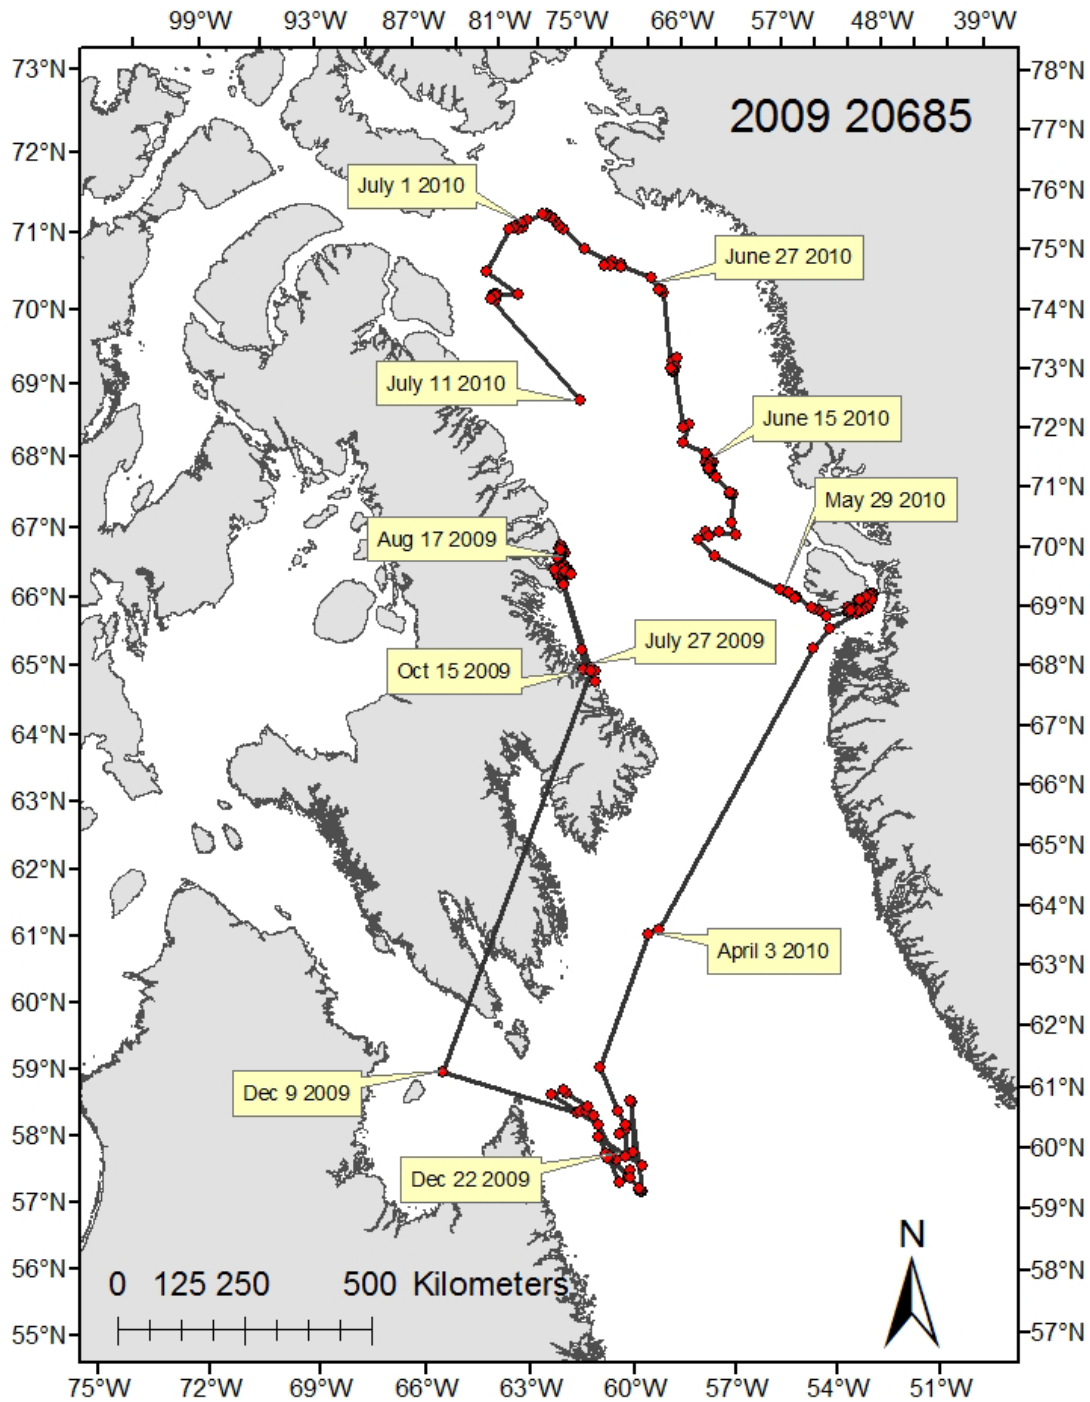 99°W 93°W 87°W 81°W 75°W 66°W 57°W 48°W 39°W
2009 20685
73°N
72°N
71°N
70°N
69°N
68°N
67°N
66°N
65°N
64°N
63°N
62°N
61°N
60°N
59°N
58°N
57°N
56°N
55°N
78°N
77°N
76°N
75°N
74°N
73°N
72°N
71°N
70°N
69°N
68°N
67°N
66°N
65°N
64°N
63°N
62°N
61°N
60°N
59°N
58°N
57°N
July 1 2010
June 27 2010
July 11 2010
June 15 2010
May 29 2010
Aug 17 2009
July 27 2009
Oct 15 2009
April 3 2010
Dec 9 2009
Dec 22 2009
N
0 125 250 500 Kilometers
75°W 72°W 69°W 66°W 63°W 60°W 57°W 54°W 51°W